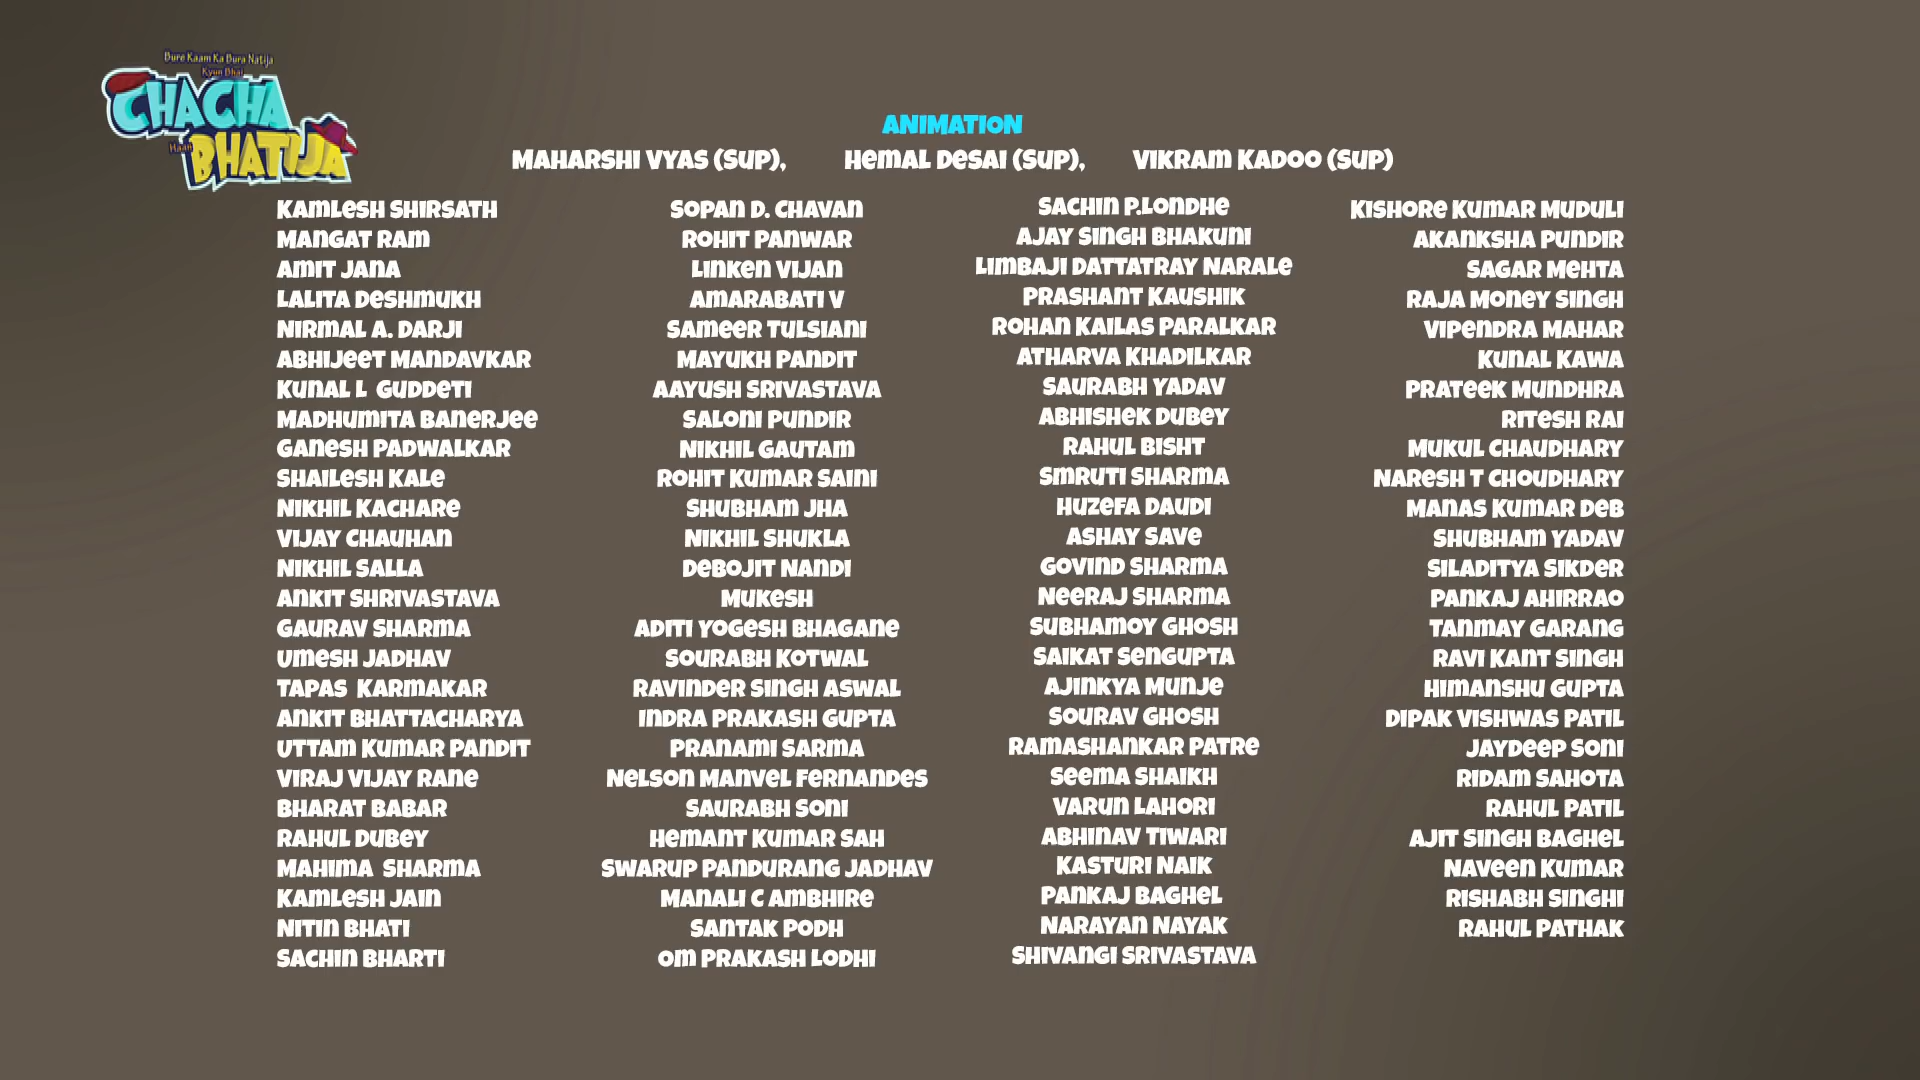 Bure Kaam Ka Bura Natija
Kyun Bhai
CHACHA
Haan
BHATIJA
ANIMATION
MAHARSHI VYAS (SUP), HEMAL DESAI (SUP), VIKRAM KADOO (SUP)
KAMLESH SHIRSATH
MANGAT RAM
AMIT JANA
LALITA DESHMUKH
NIRMAL A. DARJI
ABHIJEET MANDAVKAR
KUNAL L GUDDETI
MADHUMITA BANERJEE
GANESH PADWALKAR
SHAILESH KALE
NIKHIL KACHARE
VIJAY CHAUHAN
NIKHIL SALLA
ANKIT SHRIVASTAVA
GAURAV SHARMA
UMESH JADHAV
TAPAS KARMAKAR
ANKIT BHATTACHARYA
UTTAM KUMAR PANDIT
VIRAJ VIJAY RANE
BHARAT BABAR
RAHUL DUBEY
MAHIMA SHARMA
KAMLESH JAIN
NITIN BHATI
SACHIN BHARTI
SOPAN D. CHAVAN
ROHIT PANWAR
LINKEN VIJAN
AMARABATI V
SAMEER TULSIANI
MAYUKH PANDIT
AAYUSH SRIVASTAVA
SALONI PUNDIR
NIKHIL GAUTAM
ROHIT KUMAR SAINI
SHUBHAM JHA
NIKHIL SHUKLA
DEBOJIT NANDI
MUKESH
ADITI YOGESH BHAGANE
SOURABH KOTWAL
RAVINDER SINGH ASWAL
INDRA PRAKASH GUPTA
PRANAMI SARMA
NELSON MANVEL FERNANDES
SAURABH SONI
HEMANT KUMAR SAH
SWARUP PANDURANG JADHAV
MANALI C AMBHIRE
SANTAK PODH
OM PRAKASH LODHI
SACHIN P.LONDHE
AJAY SINGH BHAKUNI
LIMBAJI DATTATRAY NARALE
PRASHANT KAUSHIK
ROHAN KAILAS PARALKAR
ATHARVA KHADILKAR
SAURABH YADAV
ABHISHEK DUBEY
RAHUL BISHT
SMRUTI SHARMA
HUZEFA DAUDI
ASHAY SAVE
GOVIND SHARMA
NEERAJ SHARMA
SUBHAMOY GHOSH
SAIKAT SENGUPTA
AJINKYA MUNJE
SOURAV GHOSH
RAMASHANKAR PATRE
SEEMA SHAIKH
VARUN LAHORI
ABHINAV TIWARI
KASTURI NAIK
PANKAJ BAGHEL
NARAYAN NAYAK
SHIVANGI SRIVASTAVA
KISHORE KUMAR MUDULI
AKANKSHA PUNDIR
SAGAR MEHTA
RAJA MONEY SINGH
VIPENDRA MAHAR
KUNAL KAWA
PRATEEK MUNDHRA
RITESH RAI
MUKUL CHAUDHARY
NARESH T CHOUDHARY
MANAS KUMAR DEB
SHUBHAM YADAV
SILADITYA SIKDER
PANKAJ AHIRRAO
TANMAY GARANG
RAVI KANT SINGH
HIMANSHU GUPTA
DIPAK VISHWAS PATIL
JAYDEEP SONI
RIDAM SAHOTA
RAHUL PATIL
AJIT SINGH BAGHEL
NAVEEN KUMAR
RISHABH SINGHI
RAHUL PATHAK